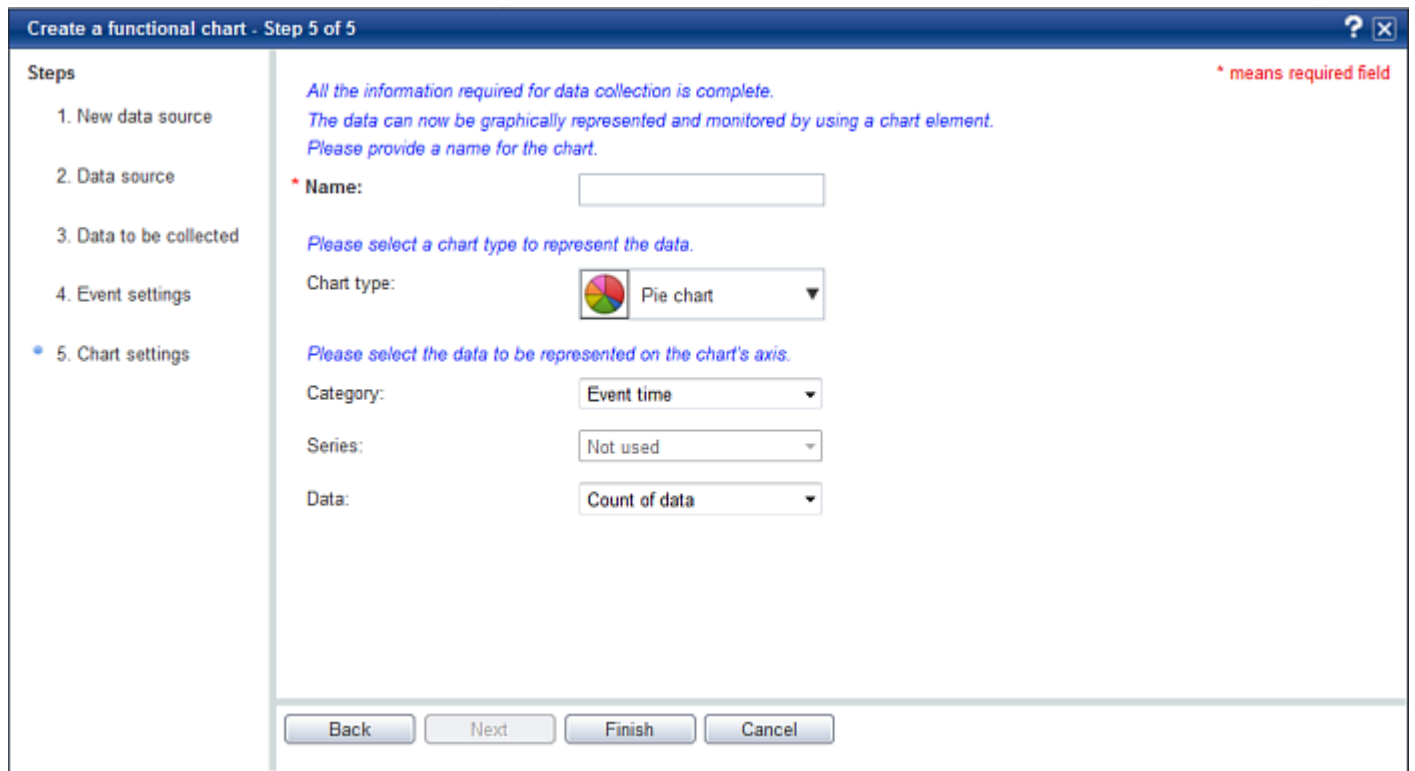 Create a functional chart - Step 5 of 5
?
Steps
* means required field
1. New data source
2. Data source
3. Data to be collected
4. Event settings
5. Chart settings
All the information required for data collection is complete.
The data can now be graphically represented and monitored by using a chart element.
Please provide a name for the chart.
* Name:
Please select a chart type to represent the data.
Chart type: Pie chart
Please select the data to be represented on the chart's axis.
Category: Event time
Series: Not used
Data: Count of data
Back Next Finish Cancel